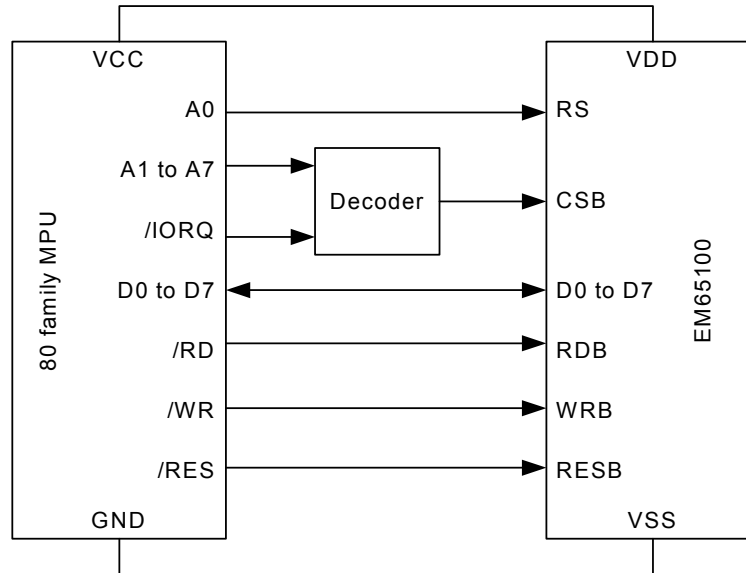 VCC
VDD
A0
RS
A1 to A7
Decoder
CSB
/IORQ
80 family MPU
D0 to D7
D0 to D7
EM65100
/RD
RDB
/WR
WRB
/RES
RESB
GND
VSS